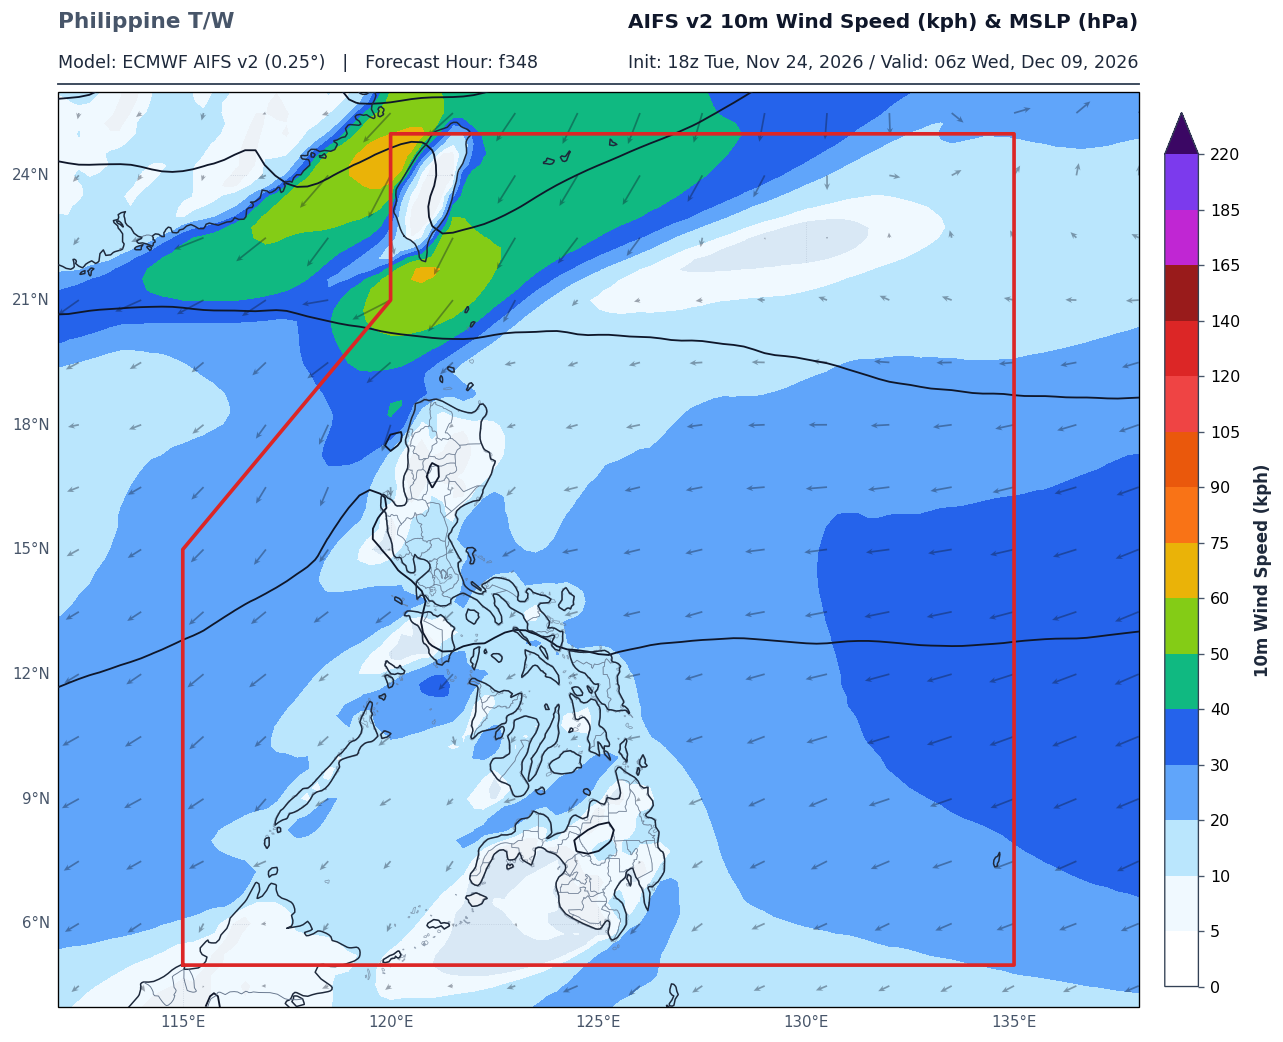 Philippine T/W
AIFS v2 10m Wind Speed (kph) & MSLP (hPa)
Model: ECMWF AIFS v2 (0.25°) | Forecast Hour: f348
Init: 18z Tue, Nov 24, 2026 / Valid: 06z Wed, Dec 09, 2026
24°N
21°N
18°N
15°N
12°N
9°N
6°N
115°E
120°E
125°E
130°E
135°E
220
185
165
140
120
105
90
75
60
50
40
30
20
10
5
0
10m Wind Speed (kph)